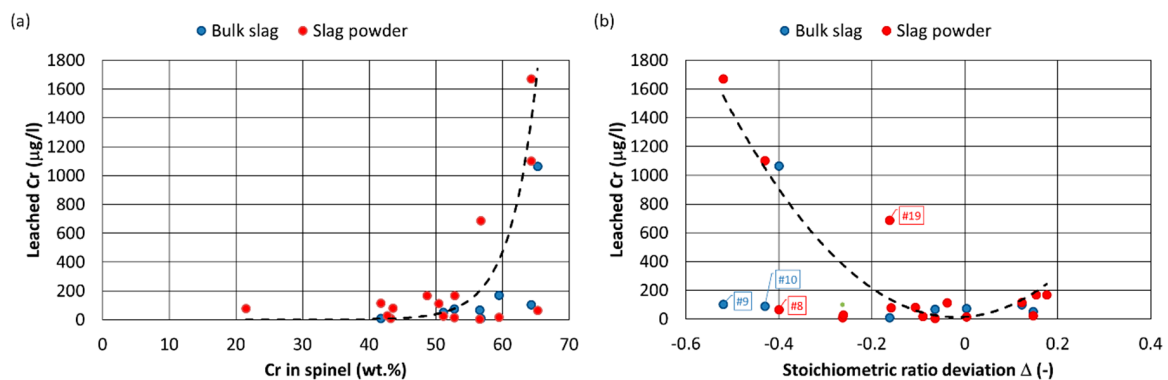 (a)
Bulk slag Slag powder
1800
1600
1400
1200
1000
800
600
400
200
0
Leached Cr (µg/l)
0 10 20 30 40 50 60 70
Cr in spinel (wt.%)
(b)
Bulk slag Slag powder
1800
1600
1400
1200
1000
800
600
400
200
0
Leached Cr (µg/l)
#19
#10
#9
#8
-0.6 -0.4 -0.2 0 0.2 0.4
Stoichiometric ratio deviation Δ (-)